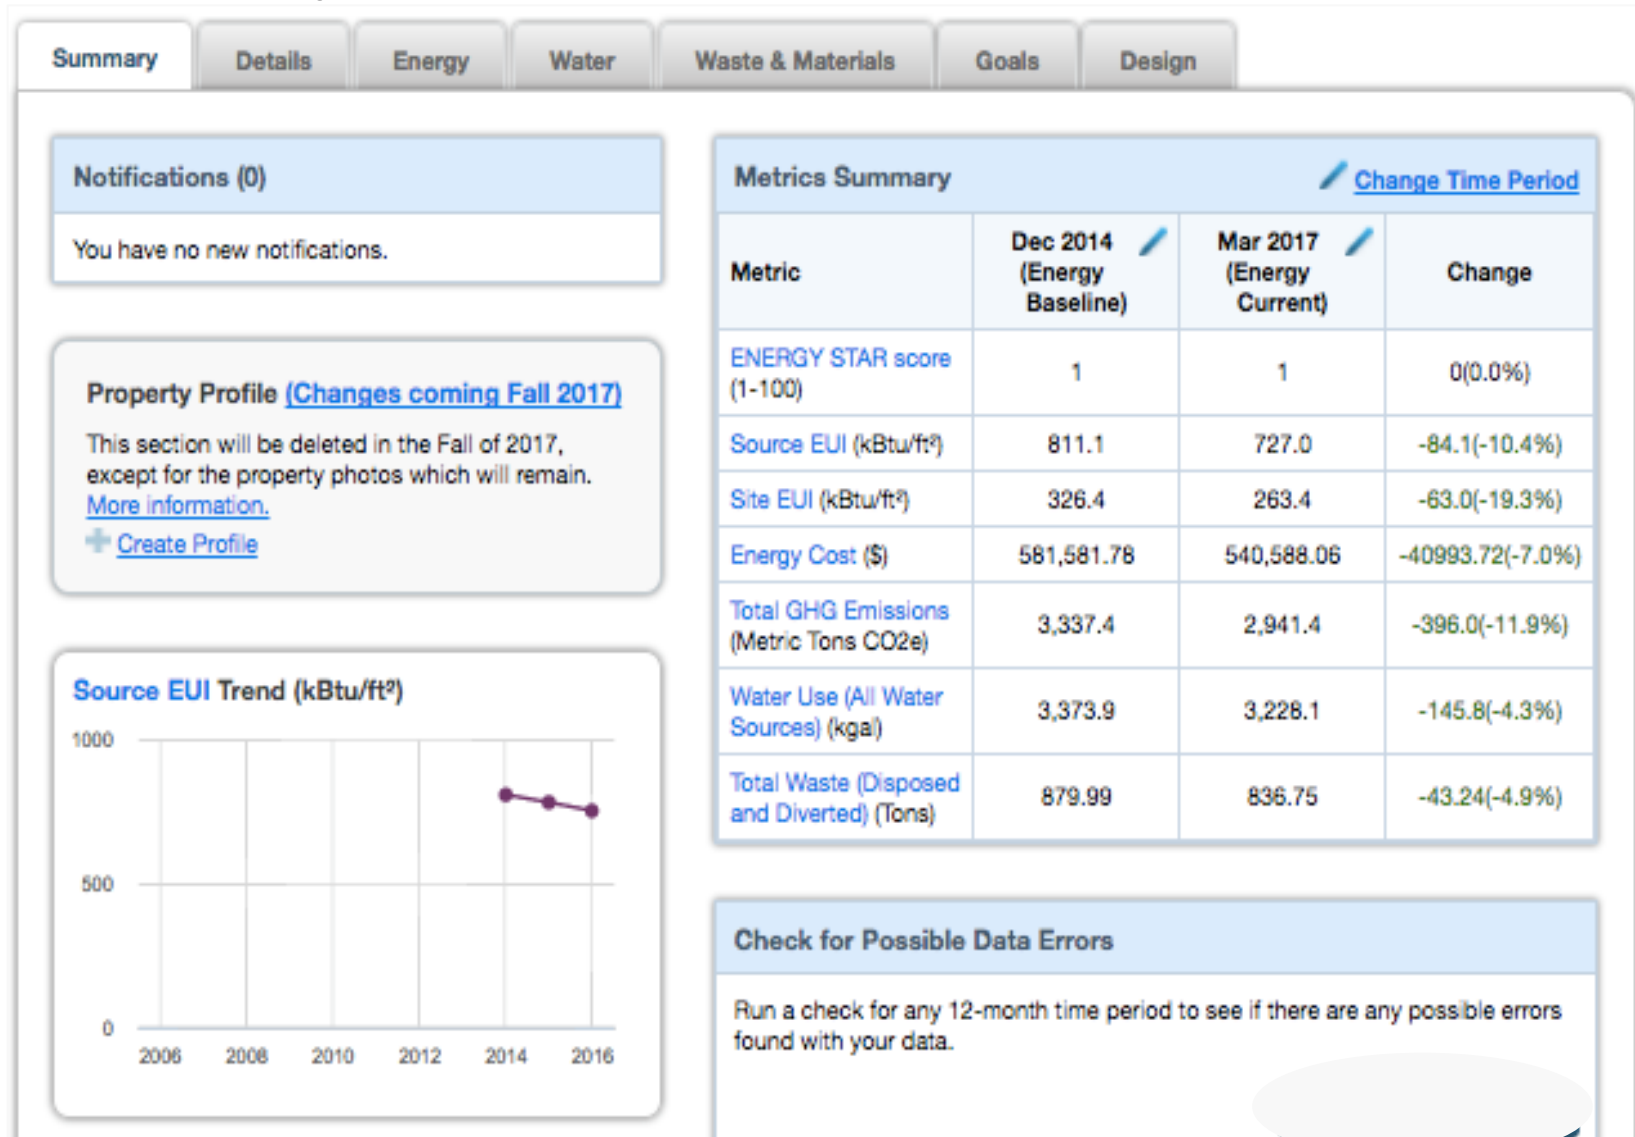 Summary Details Energy Water Waste & Materials Goals Design
Notifications (0)
You have no new notifications.
Property Profile (Changes coming Fall 2017)
This section will be deleted in the Fall of 2017,
except for the property photos which will remain.
More information.
Create Profile
Source EUI Trend (kBtu/ft²)
1000
500
0
2006 2008 2010 2012 2014 2016
Metrics Summary
Change Time Period
Metric
Dec 2014
(Energy
Baseline)
Mar 2017
(Energy
Current)
Change
ENERGY STAR score
(1-100)
1 1 0(0.0%)
Source EUI (kBtu/ft²) 811.1 727.0 -84.1(-10.4%)
Site EUI (kBtu/ft²) 326.4 263.4 -63.0(-19.3%)
Energy Cost ($) 581,581.78 540,588.06 -40993.72(-7.0%)
Total GHG Emissions
(Metric Tons CO2e)
3,337.4 2,941.4 -396.0(-11.9%)
Water Use (All Water
Sources) (kgal)
3,373.9 3,228.1 -145.8(-4.3%)
Total Waste (Disposed
and Diverted) (Tons)
879.99 836.75 -43.24(-4.9%)
Check for Possible Data Errors
Run a check for any 12-month time period to see if there are any possible errors
found with your data.